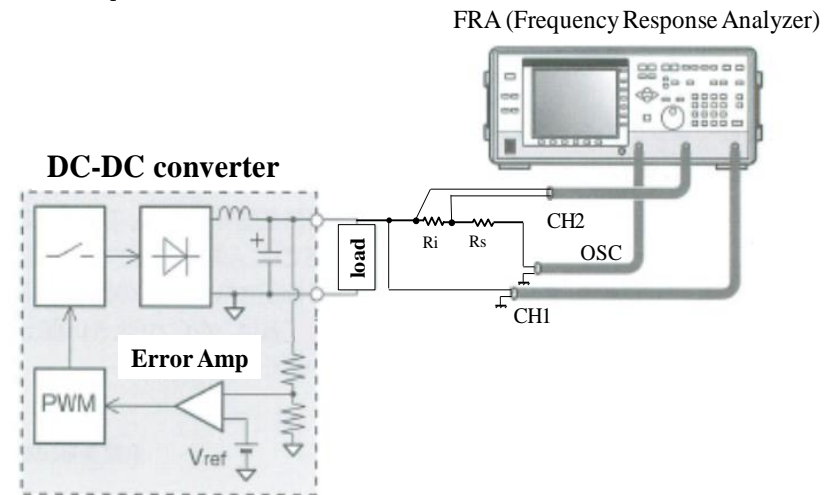 FRA (Frequency Response Analyzer)
DC-DC converter
load
Ri
Rs
CH2
OSC
CH1
Error Amp
PWM
Vref